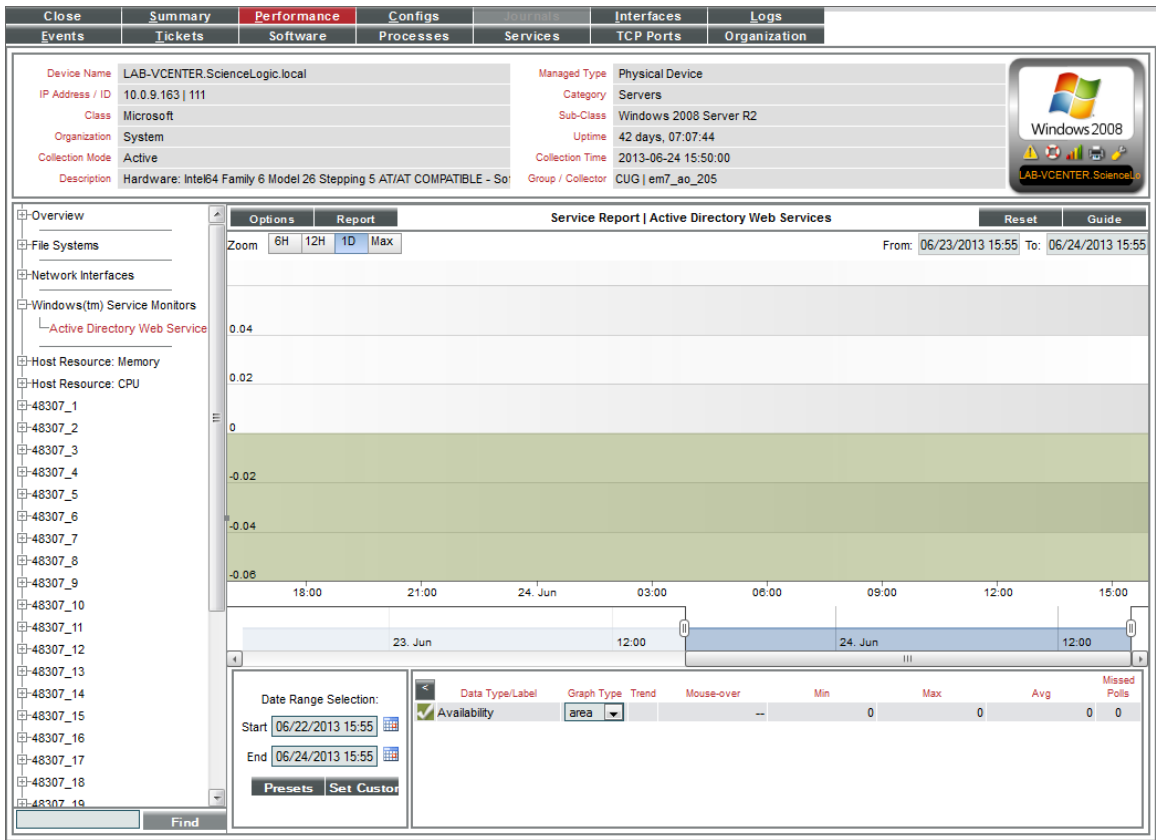 Close Summary Performance Configs Journals Interfaces Logs
Events Tickets Software Processes Services TCP Ports Organization
Device Name LAB-VCENTER.ScienceLogic.local
IP Address / ID 10.0.9.163 | 111
Class Microsoft
Organization System
Collection Mode Active
Description Hardware: Intel64 Family 6 Model 26 Stepping 5 AT/AT COMPATIBLE - So
Managed Type Physical Device
Category Servers
Sub-Class Windows 2008 Server R2
Uptime 42 days, 07:07:44
Collection Time 2013-06-24 15:50:00
Group / Collector CUG | em7_ao_205
Windows 2008
LAB-VCENTER.ScienceLo
Overview
File Systems
Network Interfaces
Windows(tm) Service Monitors
Active Directory Web Service
Host Resource: Memory
Host Resource: CPU
48307_1
48307_2
48307_3
48307_4
48307_5
48307_6
48307_7
48307_8
48307_9
48307_10
48307_11
48307_12
48307_13
48307_14
48307_15
48307_16
48307_17
48307_18
48307_19
Find
Options Report Service Report | Active Directory Web Services Reset Guide
Zoom 6H 12H 1D Max From: 06/23/2013 15:55 To: 06/24/2013 15:55
0.04
0.02
0
-0.02
-0.04
-0.06
18:00 21:00 24. Jun 03:00 06:00 09:00 12:00 15:00
23. Jun 12:00 24. Jun 12:00
Date Range Selection:
Start 06/22/2013 15:55
End 06/24/2013 15:55
Presets Set Custor
< Data Type/Label Graph Type Trend Mouse-over Min Max Avg Missed Polls
Availability area -- 0 0 0 0